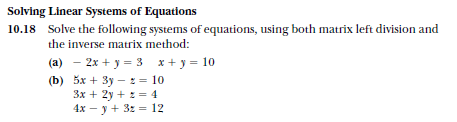 Solving Linear Systems of Equations
10.18 Solve the following systems of equations, using both matrix left division and
the inverse matrix method:
(a) − 2x + y = 3 x + y = 10
(b) 5x + 3y − z = 10
3x + 2y + z = 4
4x − y + 3z = 12